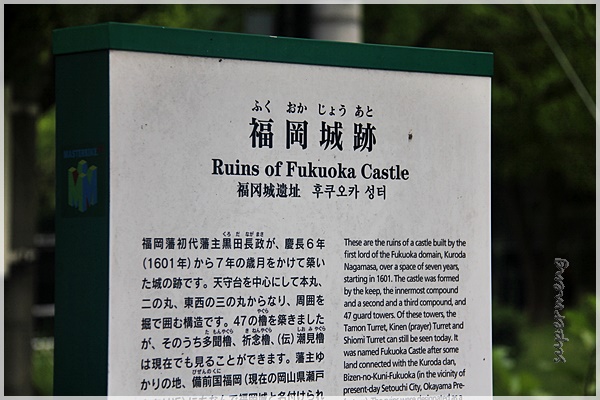 ふく おか じょう あと
福岡城跡
Ruins of Fukuoka Castle
福冈城遗址 후쿠오카 성터
福岡藩初代藩主黒田長政が、慶長6年
くろ だ なが まさ
(1601年)から7年の歳月をかけて築い
た城の跡です。天守台を中心にして本丸、
二の丸、東西の三の丸からなり、周囲を
掘で囲む構造です。47の櫓を築きました
やぐら
が、そのうち多聞櫓、祈念櫓、(伝)潮見櫓
た もんやぐら き ねんやぐら しお み やぐら
は現在でも見ることができます。藩主ゆ
かりの地、備前国福岡(現在の岡山県瀬戸
びぜんのくに
These are the ruins of a castle built by the
first lord of the Fukuoka domain, Kuroda
Nagamasa, over a space of seven years,
starting in 1601. The castle was formed
by the keep, the innermost compound
and a second and a third compound, and
47 guard towers. Of these towers, the
Tamon Turret, Kinen (prayer) Turret and
Shiomi Turret can still be seen today. It
was named Fukuoka Castle after some
land connected with the Kuroda clan,
Bizen-no-Kuni-Fukuoka (in the vicinity of
present-day Setouchi City, Okayama Pre-